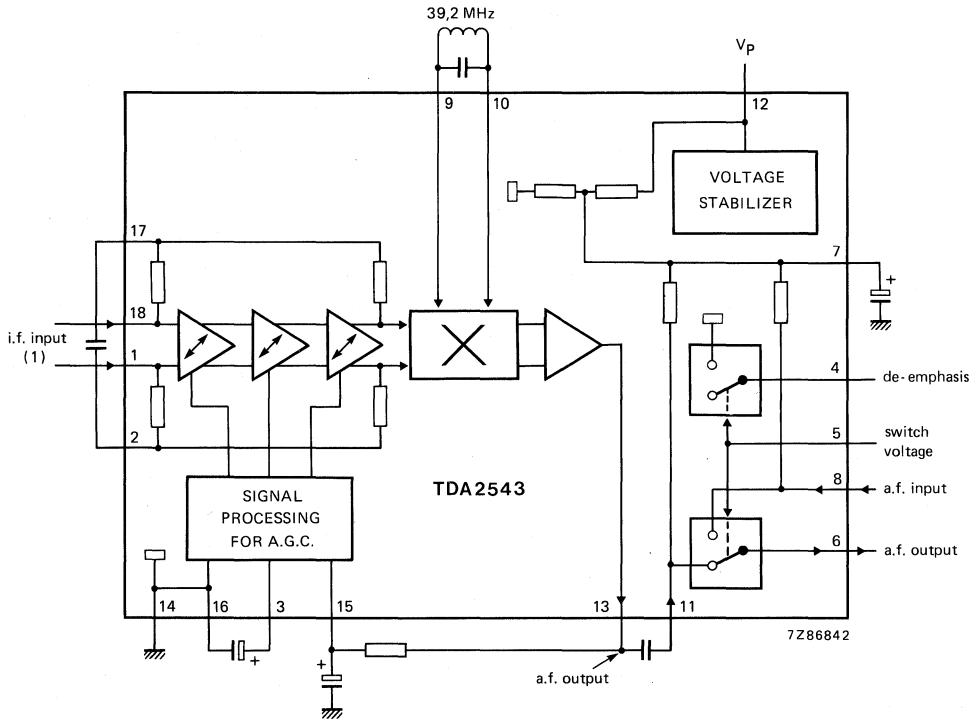 39,2 MHz
Vp
9
10
12
VOLTAGE
STABILIZER
17
7
+
18
i.f. input
(1)
1
4
de-emphasis
2
5
switch
voltage
TDA2543
8
a.f. input
SIGNAL
PROCESSING
FOR A.G.C.
6
a.f. output
14
16
3
15
13
11
7Z86842
+
+
a.f. output